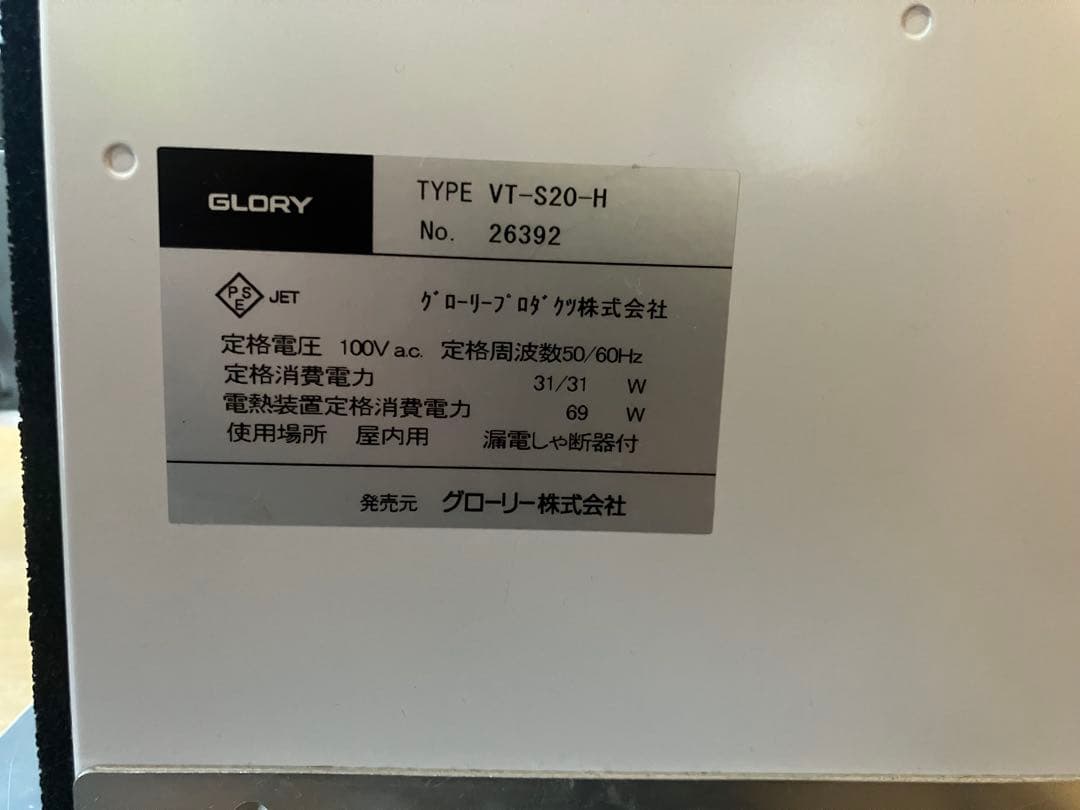 GLORY
TYPE VT-S20-H
No. 26392
PSE JET
ｸﾞﾛｰﾘｰﾌﾟﾛﾀﾞｸﾂ株式会社
定格電圧 100V a.c. 定格周波数50/60Hz
定格消費電力 31/31 W
電熱装置定格消費電力 69 W
使用場所 屋内用 漏電しゃ断器付
発売元 グローリー株式会社